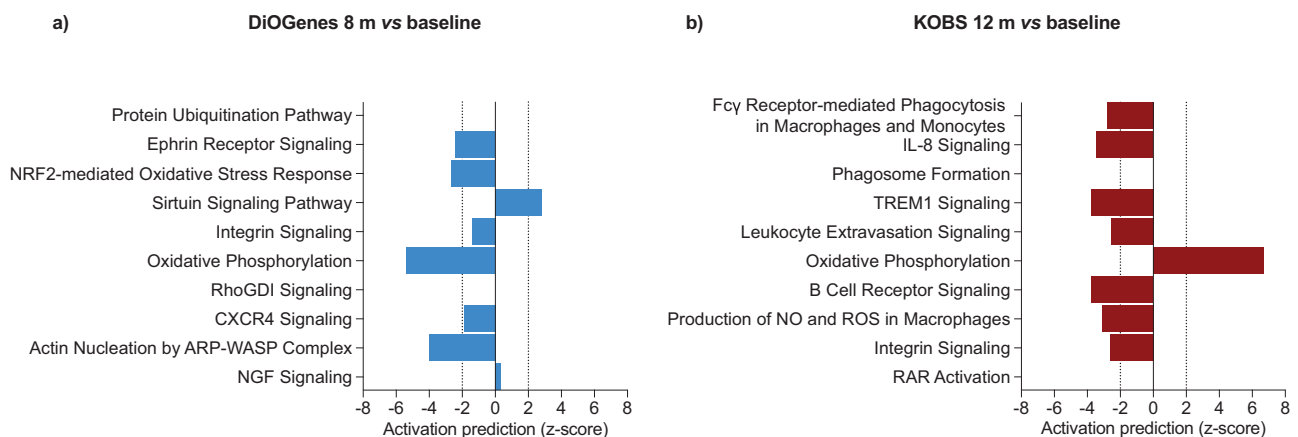 a)
DiOGenes 8 m vs baseline
Protein Ubiquitination Pathway
Ephrin Receptor Signaling
NRF2-mediated Oxidative Stress Response
Sirtuin Signaling Pathway
Integrin Signaling
Oxidative Phosphorylation
RhoGDI Signaling
CXCR4 Signaling
Actin Nucleation by ARP-WASP Complex
NGF Signaling
-8 -6 -4 -2 0 2 4 6 8
Activation prediction (z-score)
b)
KOBS 12 m vs baseline
Fcγ Receptor-mediated Phagocytosis
in Macrophages and Monocytes
IL-8 Signaling
Phagosome Formation
TREM1 Signaling
Leukocyte Extravasation Signaling
Oxidative Phosphorylation
B Cell Receptor Signaling
Production of NO and ROS in Macrophages
Integrin Signaling
RAR Activation
-8 -6 -4 -2 0 2 4 6 8
Activation prediction (z-score)